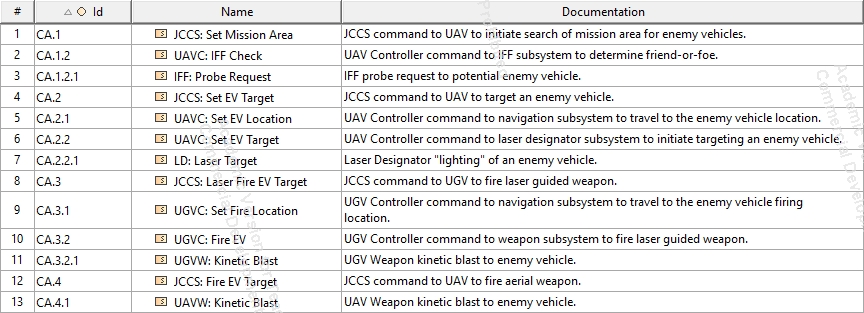 # Id Name Documentation
1 CA.1 JCCS: Set Mission Area JCCS command to UAV to initiate search of mission area for enemy vehicles.
2 CA.1.2 UAVC: IFF Check UAV Controller command to IFF subsystem to determine friend-or-foe.
3 CA.1.2.1 IFF: Probe Request IFF probe request to potential enemy vehicle.
4 CA.2 JCCS: Set EV Target JCCS command to UAV to target an enemy vehicle.
5 CA.2.1 UAVC: Set EV Location UAV Controller command to navigation subsystem to travel to the enemy vehicle location.
6 CA.2.2 UAVC: Set EV Target UAV Controller command to laser designator subsystem to initiate targeting an enemy vehicle.
7 CA.2.2.1 LD: Laser Target Laser Designator "lighting" of an enemy vehicle.
8 CA.3 JCCS: Laser Fire EV Target JCCS command to UGV to fire laser guided weapon.
9 CA.3.1 UGVC: Set Fire Location UGV Controller command to navigation subsystem to travel to the enemy vehicle firing
location.
10 CA.3.2 UGVC: Fire EV UGV Controller command to weapon subsystem to fire laser guided weapon.
11 CA.3.2.1 UGVW: Kinetic Blast UGV Weapon kinetic blast to enemy vehicle.
12 CA.4 JCCS: Fire EV Target JCCS command to UAV to fire aerial weapon.
13 CA.4.1 UAVW: Kinetic Blast UAV Weapon kinetic blast to enemy vehicle.